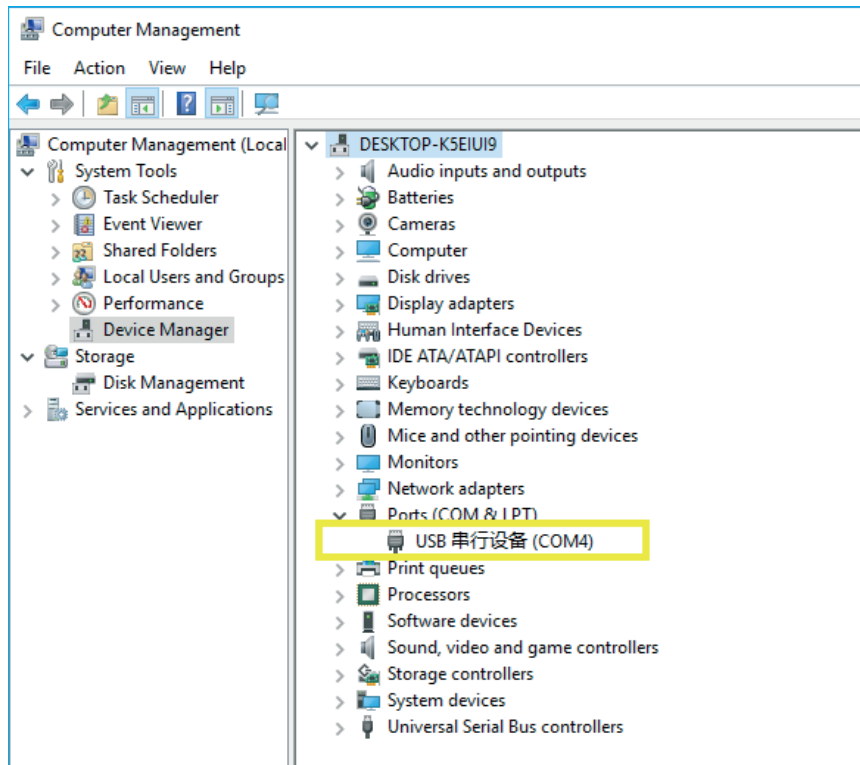 Computer Management
File Action View Help
Computer Management (Local
System Tools
Task Scheduler
Event Viewer
Shared Folders
Local Users and Groups
Performance
Device Manager
Storage
Disk Management
Services and Applications
DESKTOP-K5EIUI9
Audio inputs and outputs
Batteries
Cameras
Computer
Disk drives
Display adapters
Human Interface Devices
IDE ATA/ATAPI controllers
Keyboards
Memory technology devices
Mice and other pointing devices
Monitors
Network adapters
Ports (COM & LPT)
USB 串行设备 (COM4)
Print queues
Processors
Software devices
Sound, video and game controllers
Storage controllers
System devices
Universal Serial Bus controllers